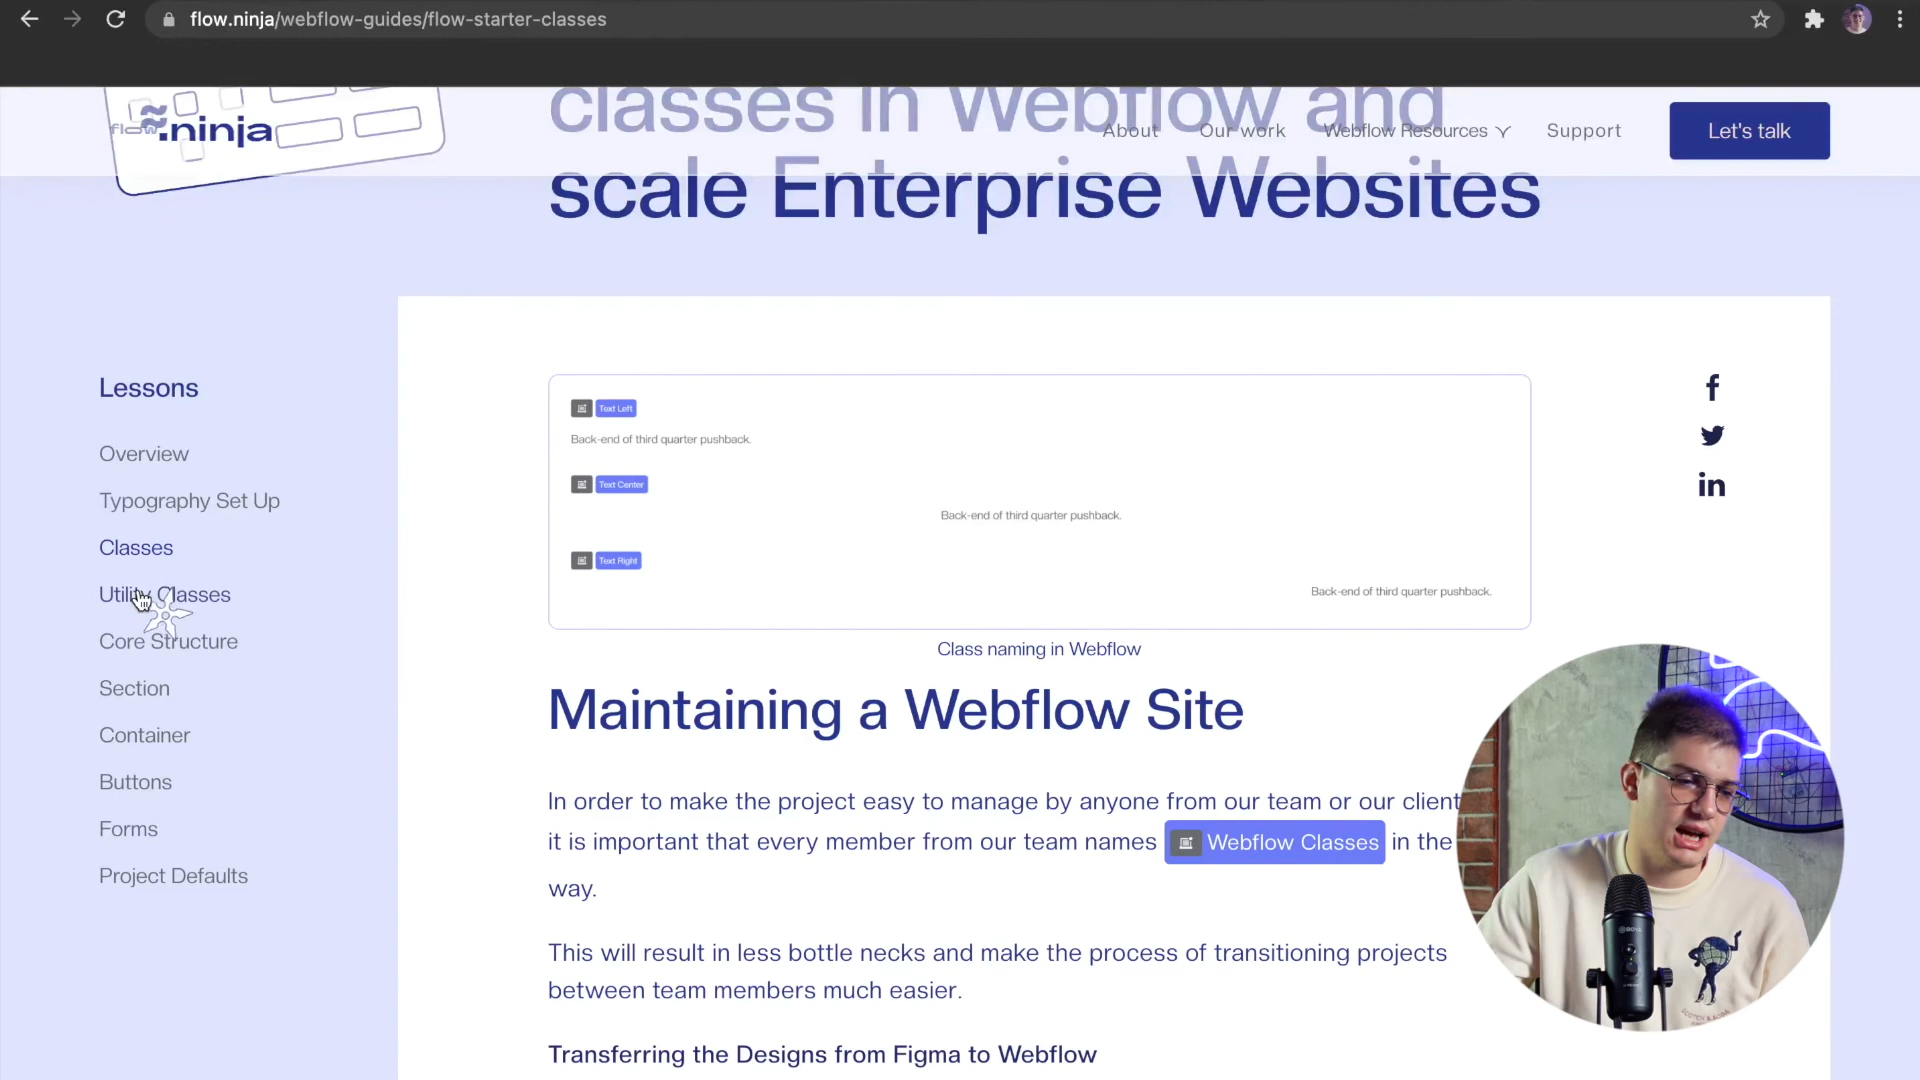 flow.ninja/webflow-guides/flow-starter-classes
classes in Webflow and
flow
ninja
About
Our work
Webflow Resources
Support
Let's talk
scale Enterprise Websites
Lessons
Overview
Typography Set Up
Classes
Utility Classes
Core Structure
Section
Container
Buttons
Forms
Project Defaults
Text Left
Back-end of third quarter pushback.
Text Center
Back-end of third quarter pushback.
Text Right
Back-end of third quarter pushback.
Class naming in Webflow
Maintaining a Webflow Site
In order to make the project easy to manage by anyone from our team or our client
it is important that every member from our team names Webflow Classes in the
way.
This will result in less bottle necks and make the process of transitioning projects
between team members much easier.
Transferring the Designs from Figma to Webflow
f
in
BOYA